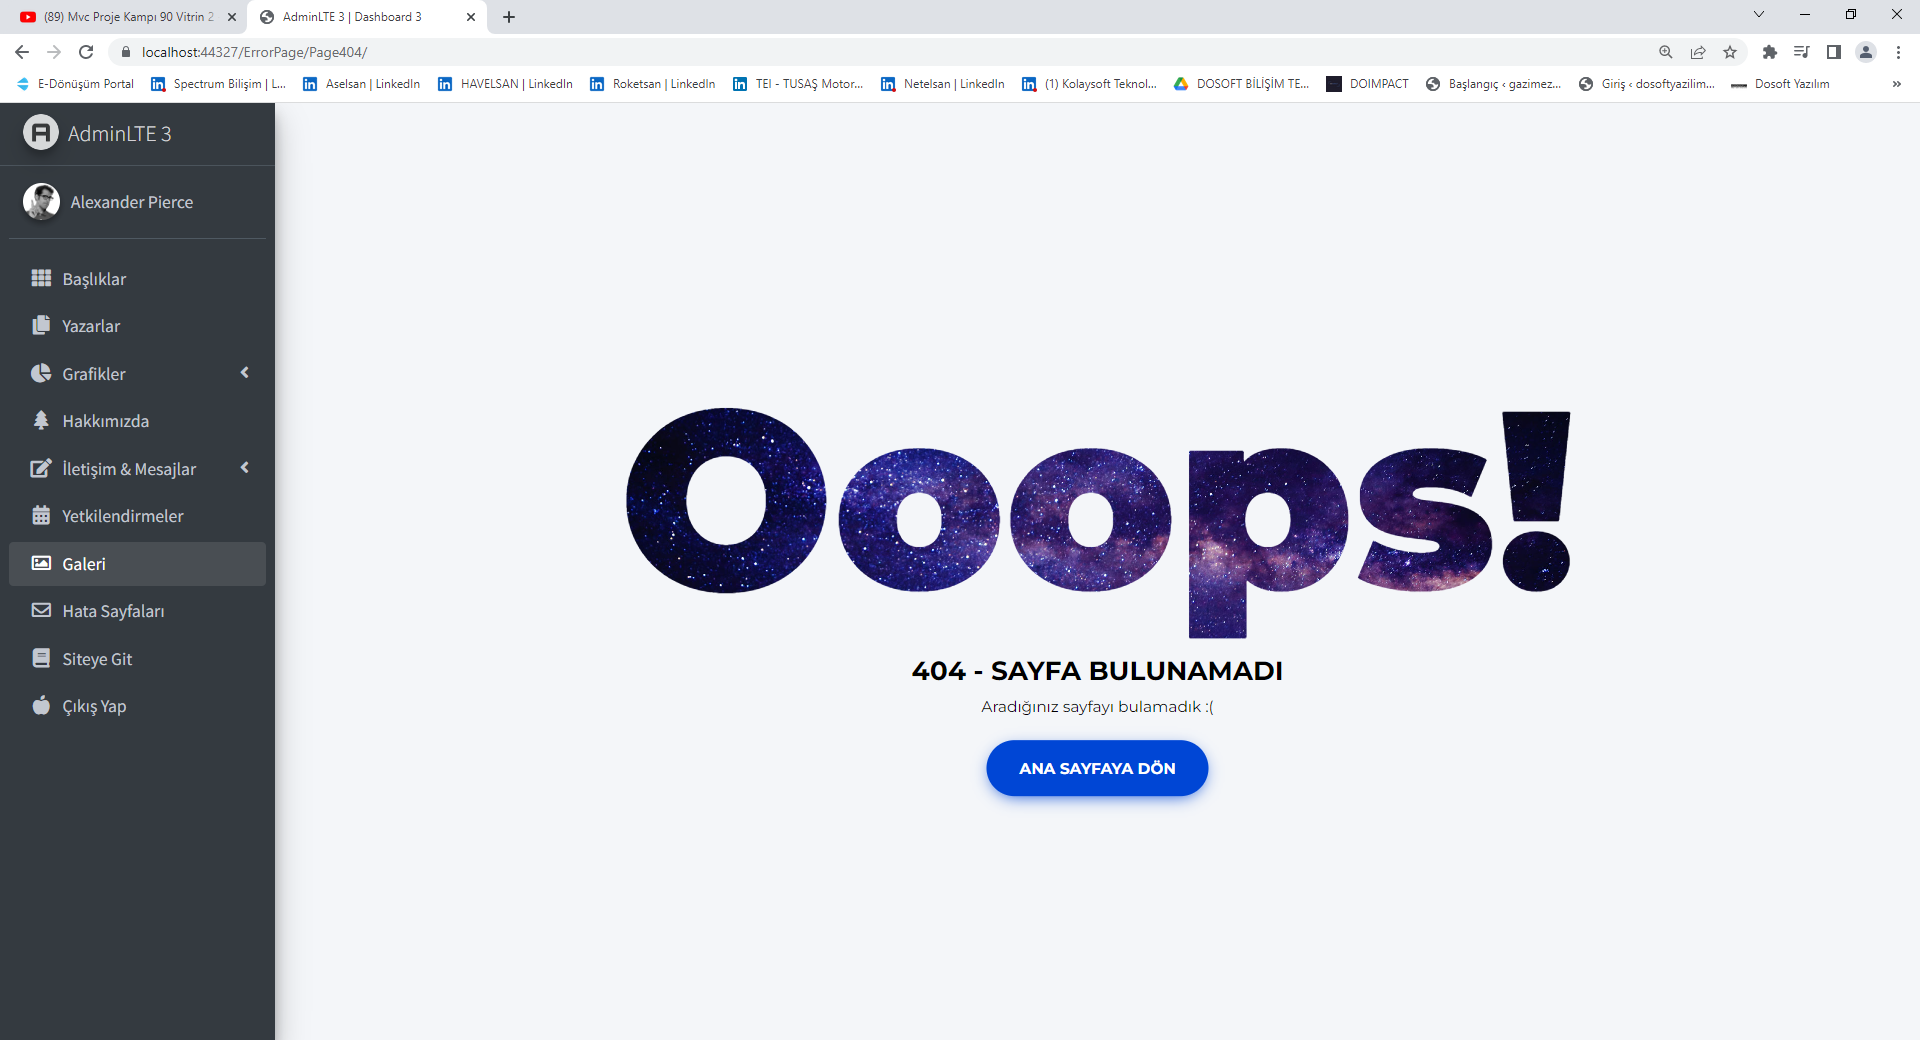 (89) Mvc Proje Kampı 90 Vitrin 2
AdminLTE 3 | Dashboard 3
localhost:44327/ErrorPage/Page404/
E-Dönüşüm Portal
Spectrum Bilişim | L...
Aselsan | LinkedIn
HAVELSAN | LinkedIn
Roketsan | LinkedIn
TEI - TUSAŞ Motor...
Netelsan | LinkedIn
(1) Kolaysoft Teknol...
DOSOFT BİLİŞİM TE...
DOIMPACT
Başlangıç ‹ gazimez...
Giriş ‹ dosoftyazilim...
Dosoft Yazılım
»
AdminLTE 3
Alexander Pierce
Başlıklar
Yazarlar
Grafikler
Hakkımızda
İletişim & Mesajlar
Yetkilendirmeler
Galeri
Hata Sayfaları
Siteye Git
Çıkış Yap
Ooops!
404 - SAYFA BULUNAMADI
Aradığınız sayfayı bulamadık :(
ANA SAYFAYA DÖN